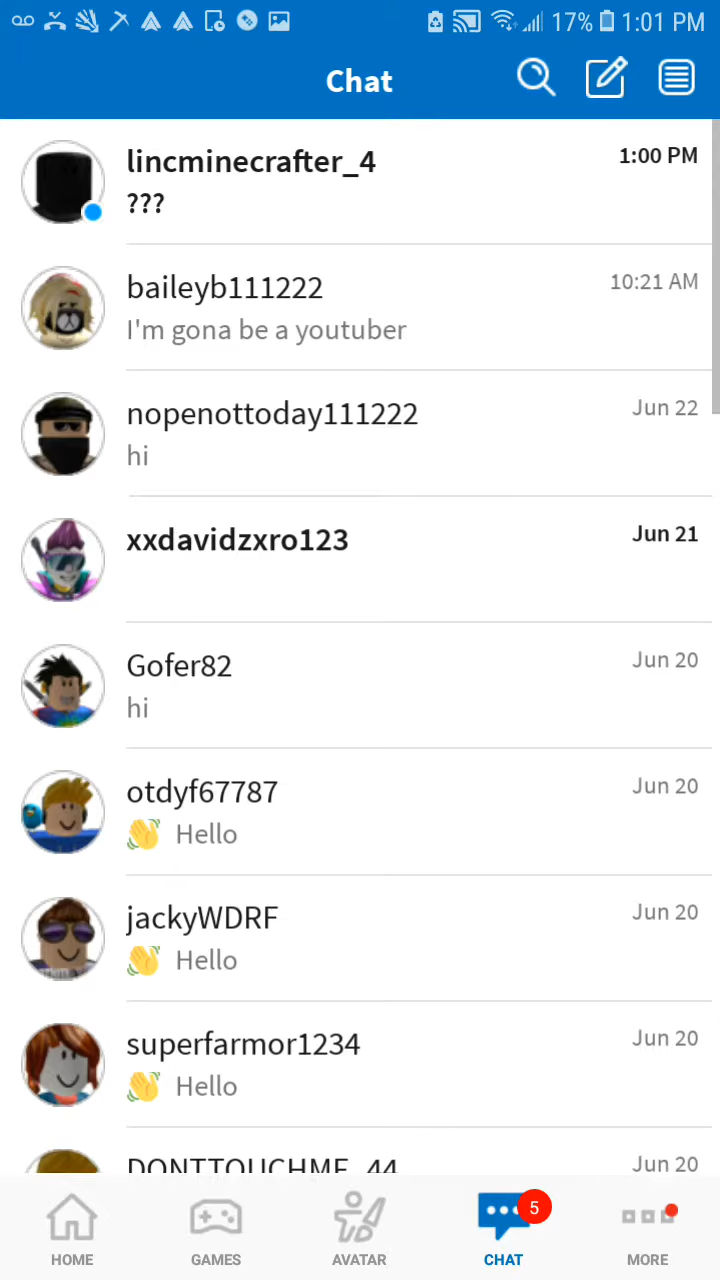 17% 1:01 PM
Chat
lincminecrafter_4 1:00 PM
???
baileyb111222 10:21 AM
I'm gona be a youtuber
nopenottoday111222 Jun 22
hi
xxdavidzxro123 Jun 21
Gofer82 Jun 20
hi
otdyf67787 Jun 20
👋 Hello
jackyWDRF Jun 20
👋 Hello
superfarmor1234 Jun 20
👋 Hello
DONTTOUCHME_44 Jun 20
5
HOME GAMES AVATAR CHAT MORE